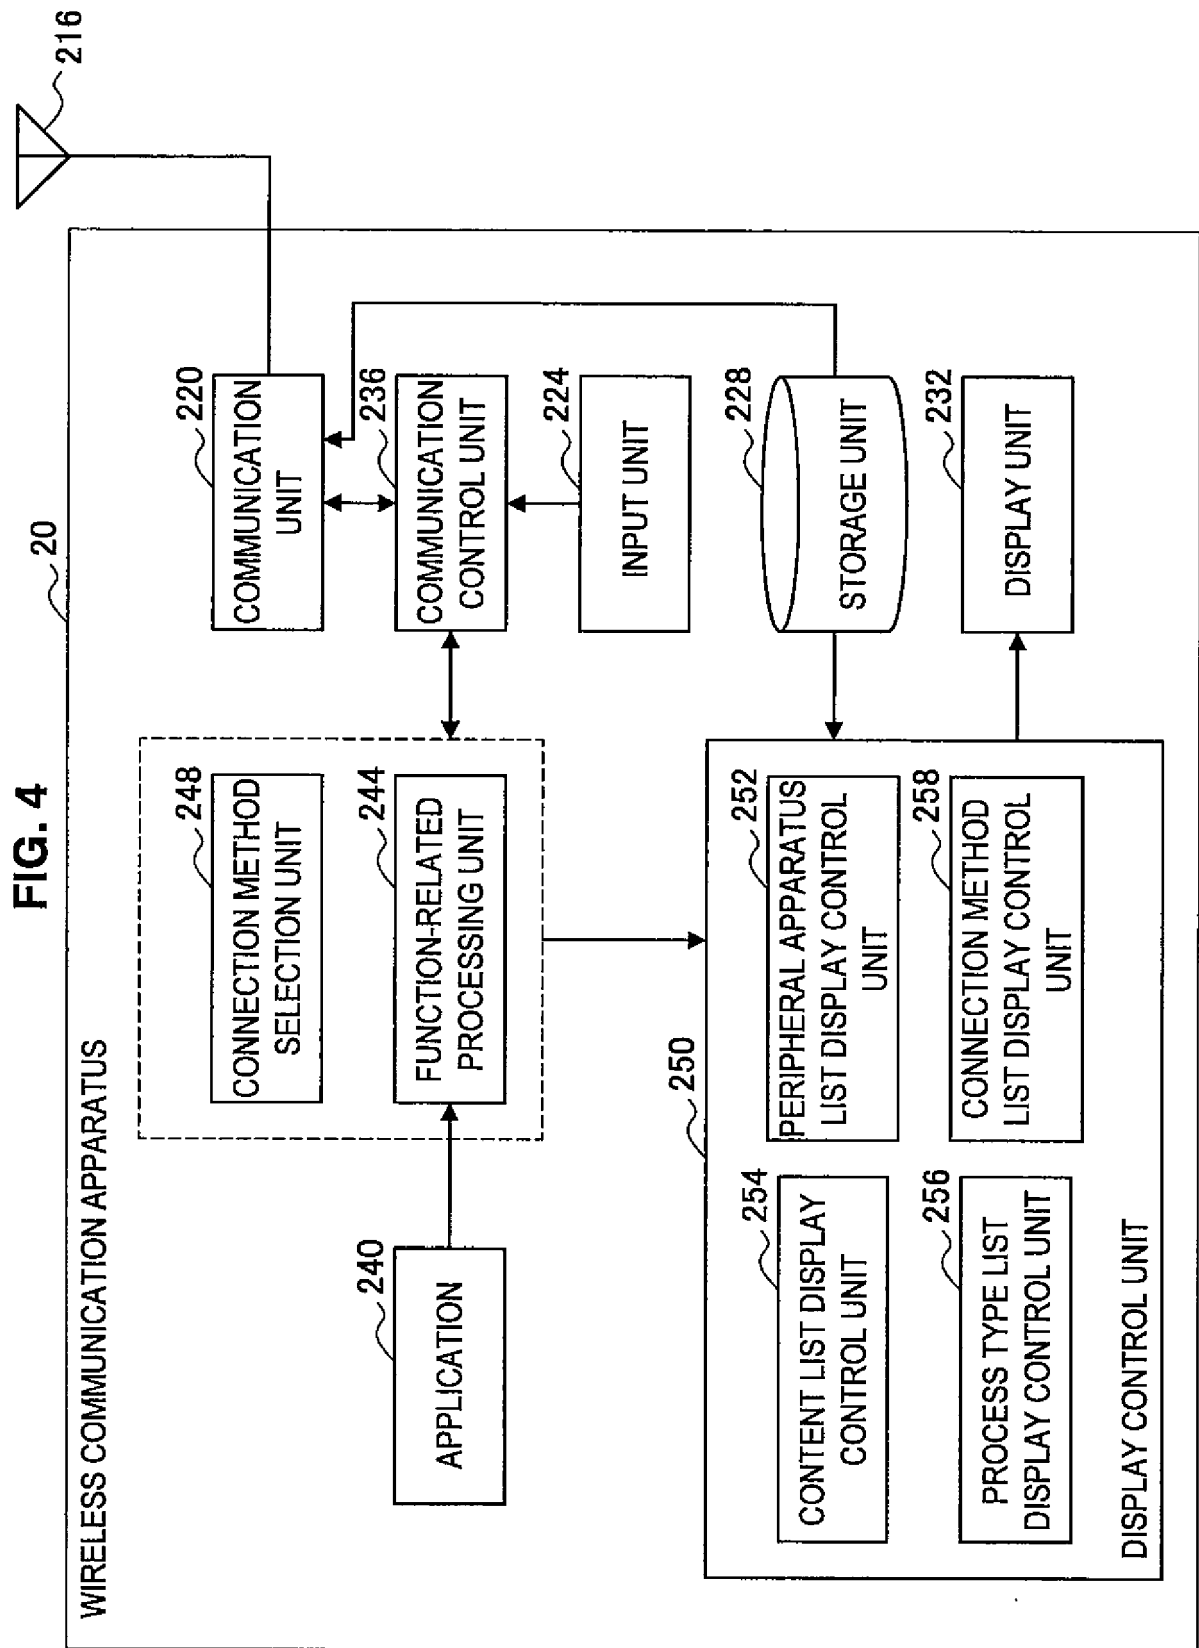 FIG. 4
WIRELESS COMMUNICATION APPARATUS
20
216
248
CONNECTION METHOD
SELECTION UNIT
220
COMMUNICATION
UNIT
240
APPLICATION
244
FUNCTION-RELATED
PROCESSING UNIT
236
COMMUNICATION
CONTROL UNIT
224
INPUT UNIT
250
254
CONTENT LIST DISPLAY
CONTROL UNIT
252
PERIPHERAL APPARATUS
LIST DISPLAY CONTROL
UNIT
228
STORAGE UNIT
256
PROCESS TYPE LIST
DISPLAY CONTROL UNIT
258
CONNECTION METHOD
LIST DISPLAY CONTROL
UNIT
232
DISPLAY UNIT
DISPLAY CONTROL UNIT